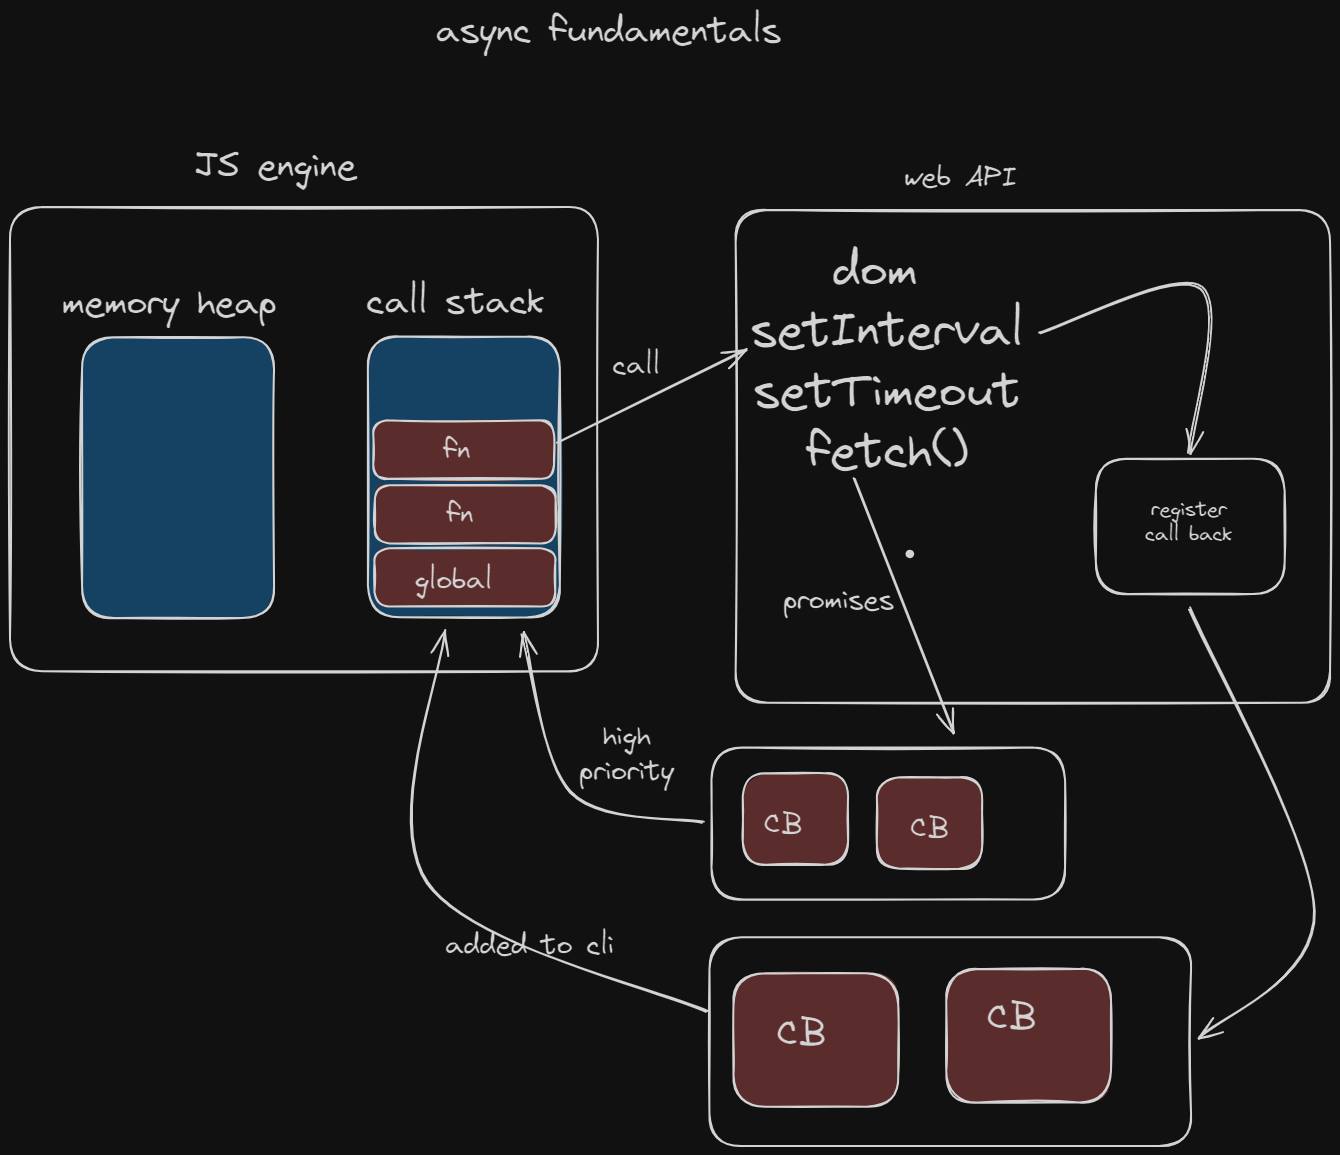 async fundamentals
JS engine
web API
memory heap
call stack
fn
fn
global
call
dom
setInterval
setTimeout
fetch()
register
call back
promises
high
priority
CB
CB
added to cli
CB
CB